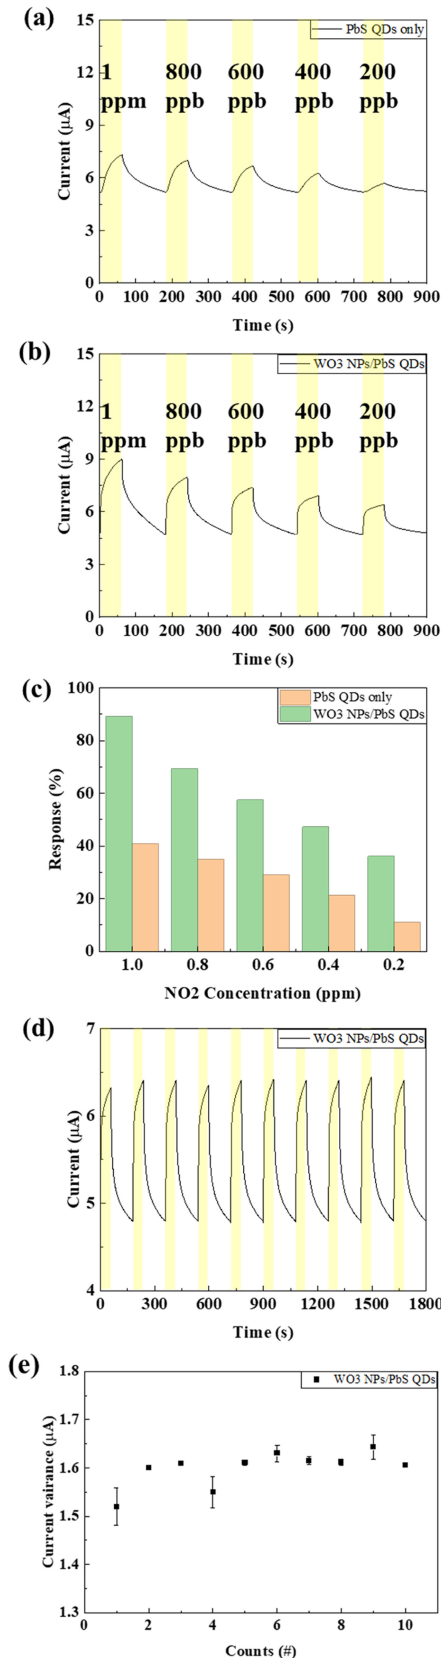 (a)
PbS QDs only
15
12
9
6
3
0
Current (μA)
1
ppm
800
ppb
600
ppb
400
ppb
200
ppb
0 100 200 300 400 500 600 700 800 900
Time (s)
(b)
WO3 NPs/PbS QDs
15
12
9
6
3
0
Current (μA)
1
ppm
800
ppb
600
ppb
400
ppb
200
ppb
0 100 200 300 400 500 600 700 800 900
Time (s)
(c)
PbS QDs only
WO3 NPs/PbS QDs
100
80
60
40
20
0
Response (%)
1.0 0.8 0.6 0.4 0.2
NO2 Concentration (ppm)
(d)
WO3 NPs/PbS QDs
7
6
5
4
Current (μA)
0 300 600 900 1200 1500 1800
Time (s)
(e)
WO3 NPs/PbS QDs
1.8
1.7
1.6
1.5
1.4
1.3
Current vairance (μA)
0 2 4 6 8 10
Counts (#)